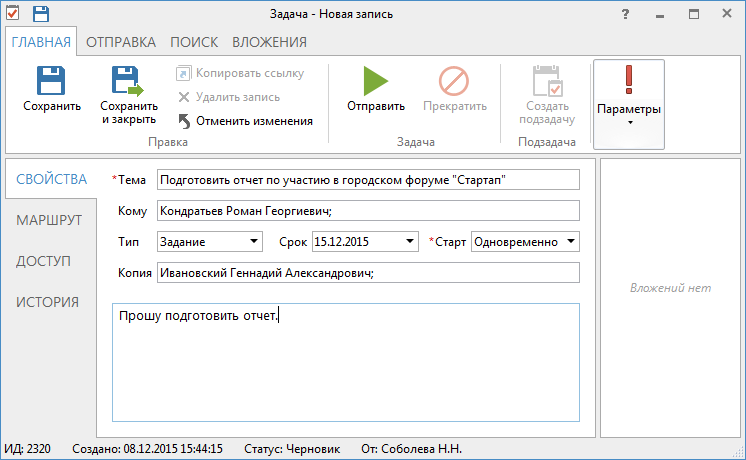 Задача - Новая запись
?
ГЛАВНАЯ ОТПРАВКА ПОИСК ВЛОЖЕНИЯ
Сохранить
Сохранить
и закрыть
Копировать ссылку
Удалить запись
Отменить изменения
Правка
Отправить
Прекратить
Задача
Создать
подзадачу
Подзадача
Параметры
СВОЙСТВА
МАРШРУТ
ДОСТУП
ИСТОРИЯ
*Тема Подготовить отчет по участию в городском форуме "Стартап"
Кому Кондратьев Роман Георгиевич;
Тип Задание Срок 15.12.2015 *Старт Одновременно
Копия Ивановский Геннадий Александрович;
Прошу подготовить отчет.
Вложений нет
ИД: 2320 Создано: 08.12.2015 15:44:15 Статус: Черновик От: Соболева Н.Н.